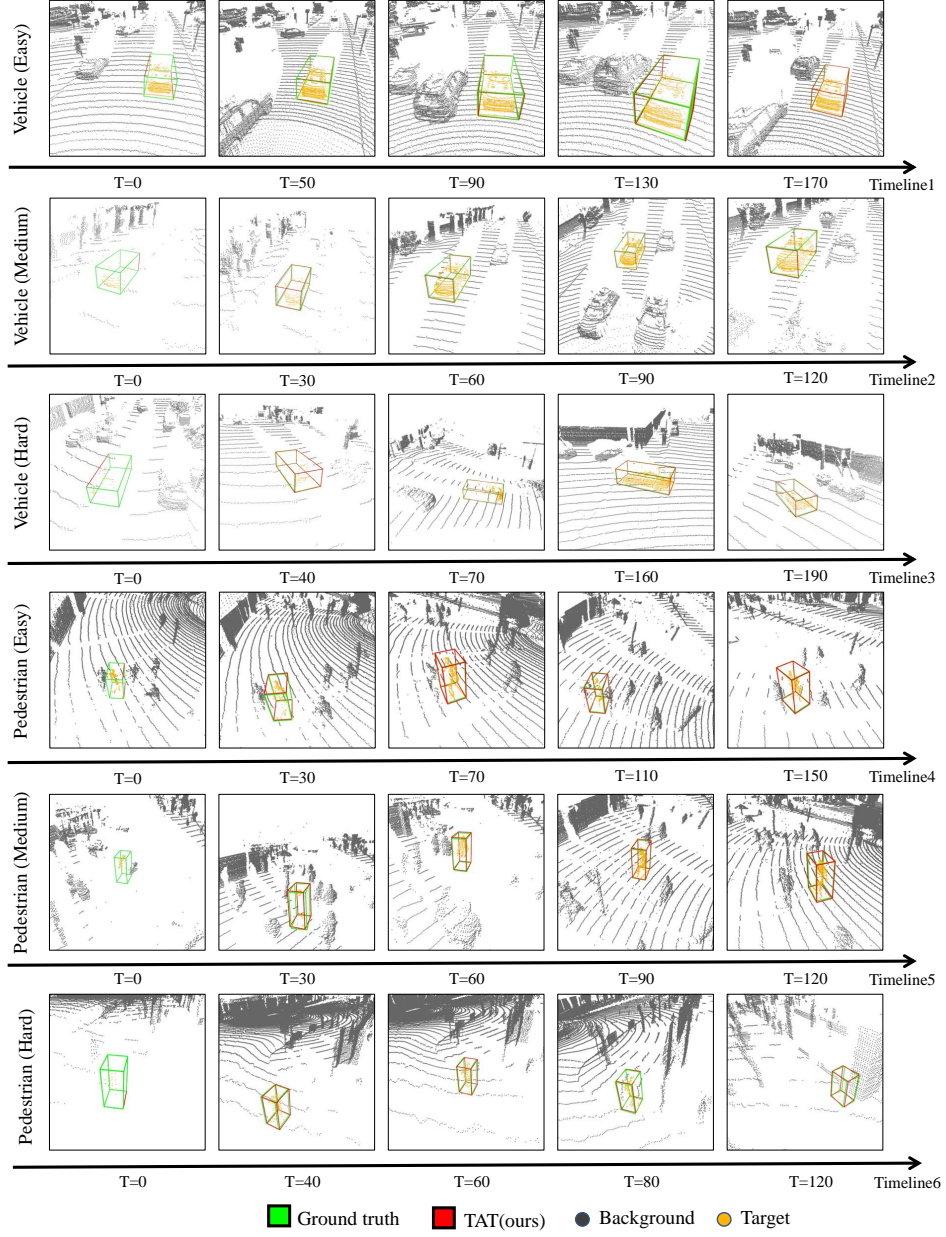 Vehicle (Easy)
T=0 T=50 T=90 T=130 T=170 Timeline1
Vehicle (Medium)
T=0 T=30 T=60 T=90 T=120 Timeline2
Vehicle (Hard)
T=0 T=40 T=70 T=160 T=190 Timeline3
Pedestrian (Easy)
T=0 T=30 T=70 T=110 T=150 Timeline4
Pedestrian (Medium)
T=0 T=30 T=60 T=90 T=120 Timeline5
Pedestrian (Hard)
T=0 T=40 T=60 T=80 T=120 Timeline6
Ground truth TAT(ours) Background Target